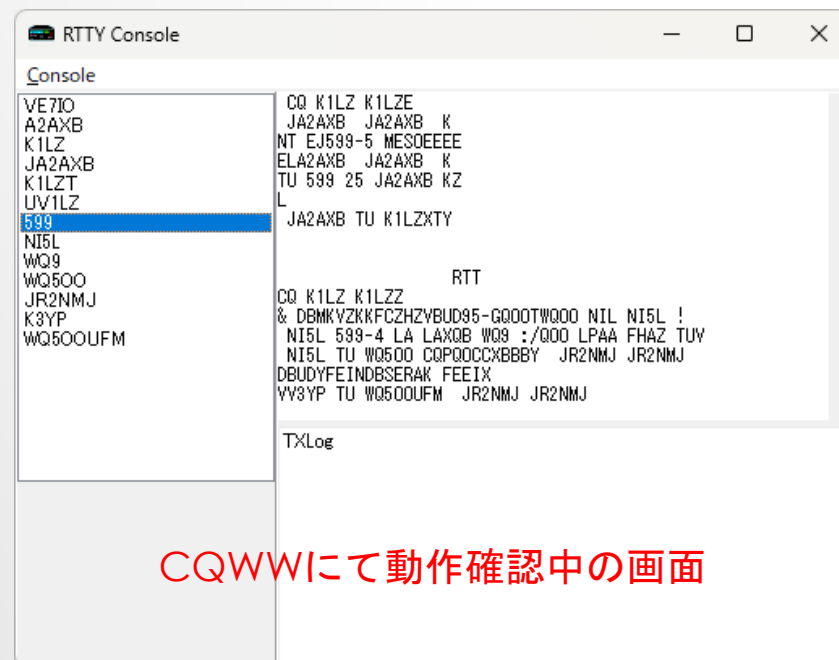 RTTY Console
Console
VE7IO
A2AXB
K1LZ
JA2AXB
K1LZT
UV1LZ
599
NI5L
WQ9
WQ5OO
JR2NMJ
K3YP
WQ5OOUFM
CQ K1LZ K1LZE
JA2AXB JA2AXB K
NT EJ599-5 MESOEEEE
ELA2AXB JA2AXB K
TU 599 25 JA2AXB KZ
L
JA2AXB TU K1LZXTY
RTT
CQ K1LZ K1LZZ
& DBMKVZKKFCZHZVBUD95-GQOOTWQOO NIL NI5L !
NI5L 599-4 LA LAXQB WQ9 :/QOO LPAA FHAZ TUV
NI5L TU WQ5OO CQPQOCCXBBBY JR2NMJ JR2NMJ
DBUDYFEINDBSERAK FEEIX
VV3YP TU WQ5OOUFM JR2NMJ JR2NMJ
TXLog
CQWWにて動作確認中の画面